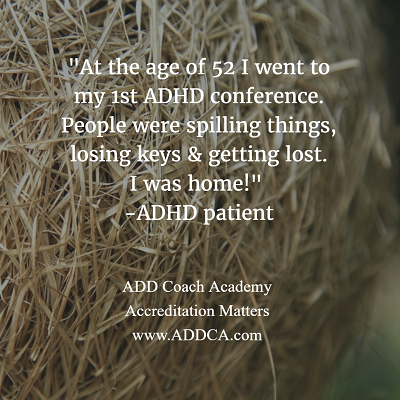 "At the age of 52 I went to
my 1st ADHD conference.
People were spilling things,
losing keys & getting lost.
I was home!"
-ADHD patient
ADD Coach Academy
Accreditation Matters
www.ADDCA.com